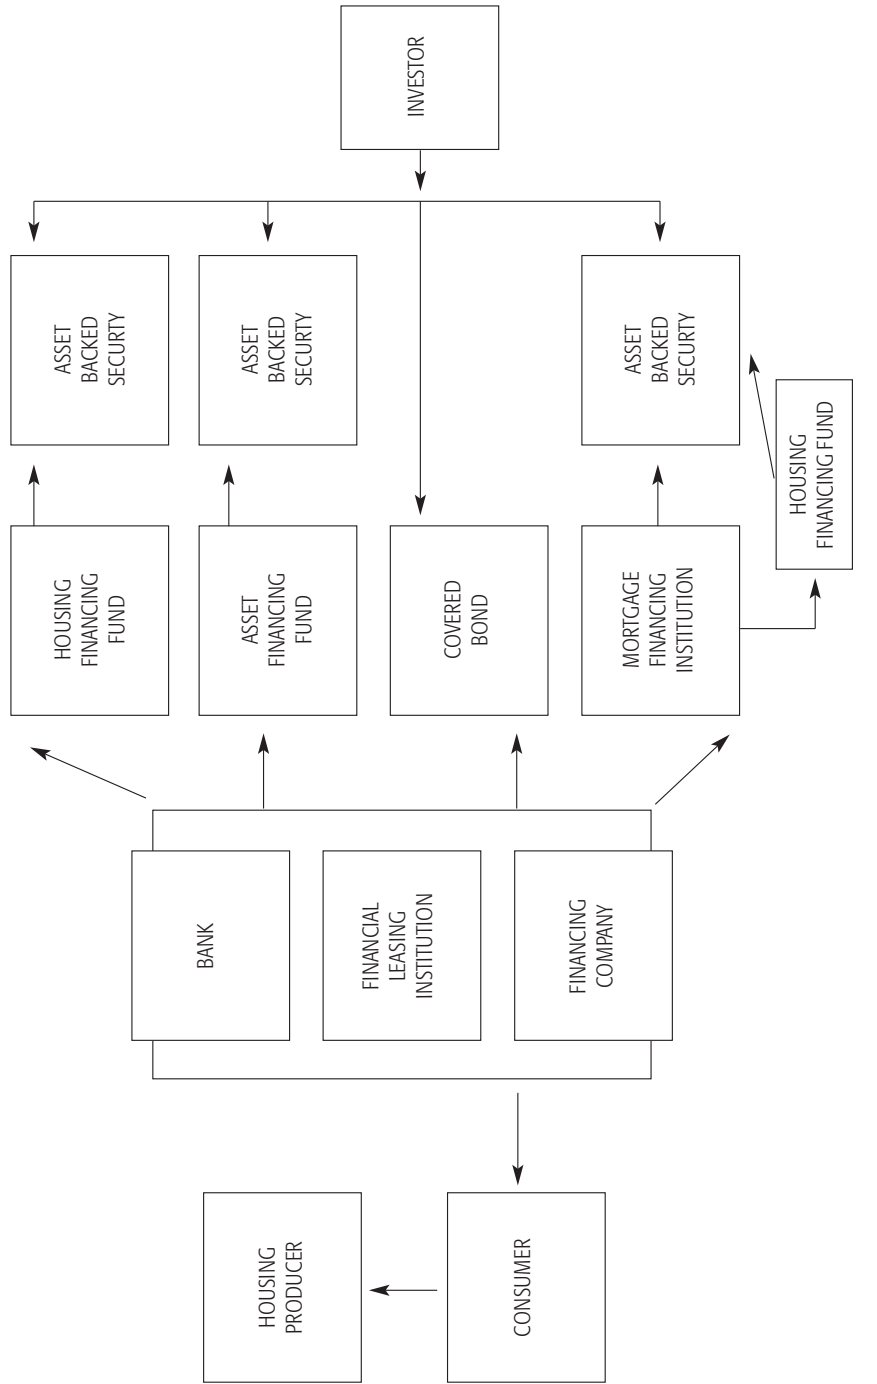 HOUSING
PRODUCER
CONSUMER
BANK
FINANCIAL
LEASING
INSTITUTION
FINANCING
COMPANY
HOUSING
FINANCING
FUND
ASSET
FINANCING
FUND
COVERED
BOND
MORTGAGE
FINANCING
INSTITUTION
HOUSING
FINANCING FUND
ASSET
BACKED
SECURTY
ASSET
BACKED
SECURTY
ASSET
BACKED
SECURTY
INVESTOR